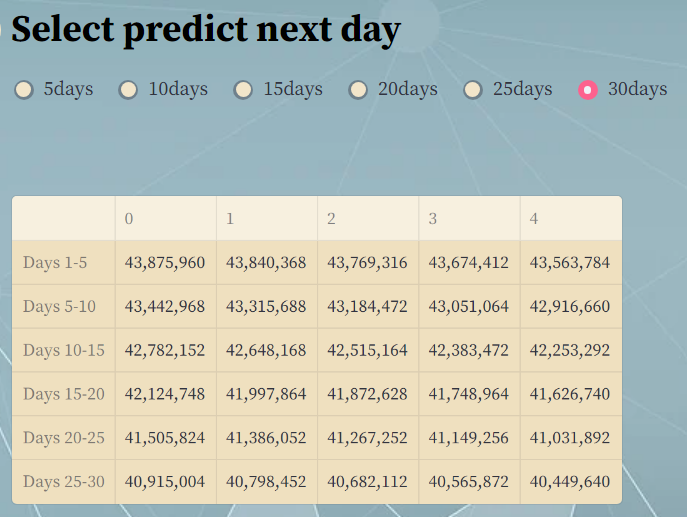 Select predict next day
5days 10days 15days 20days 25days 30days
0 1 2 3 4
Days 1-5 43,875,960 43,840,368 43,769,316 43,674,412 43,563,784
Days 5-10 43,442,968 43,315,688 43,184,472 43,051,064 42,916,660
Days 10-15 42,782,152 42,648,168 42,515,164 42,383,472 42,253,292
Days 15-20 42,124,748 41,997,864 41,872,628 41,748,964 41,626,740
Days 20-25 41,505,824 41,386,052 41,267,252 41,149,256 41,031,892
Days 25-30 40,915,004 40,798,452 40,682,112 40,565,872 40,449,640